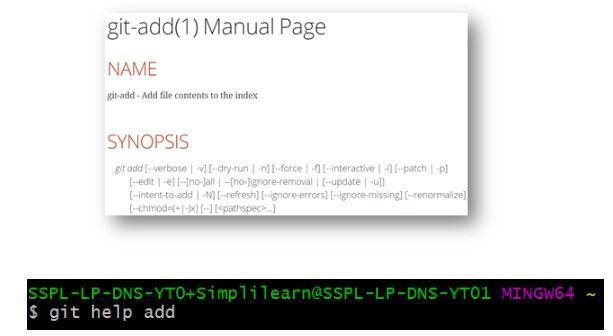 git-add(1) Manual Page
NAME
git-add - Add file contents to the index
SYNOPSIS
git add [--verbose | -v] [--dry-run | -n] [--force | -f] [--interactive | -i] [--patch | -p]
[--edit | -e] [--[no-]all | --[no-]ignore-removal | [--update | -u]]
[--intent-to-add | -N] [--refresh] [--ignore-errors] [--ignore-missing] [--renormalize]
[--chmod=(+|-)x] [--] [<pathspec>...]
SSPL-LP-DNS-YT0+Simplilearn@SSPL-LP-DNS-YT01 MINGW64 ~
$ git help add